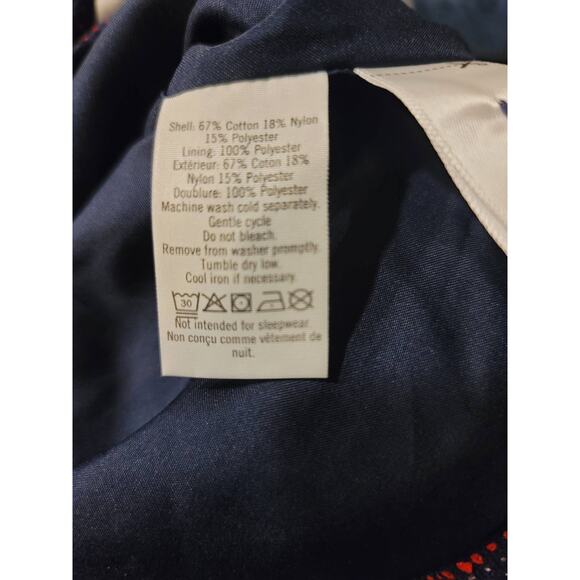 Shell: 67% Cotton 18% Nylon
15% Polyester
Lining: 100% Polyester
Extérieur: 67% Coton 18%
Nylon 15% Polyester
Doublure: 100% Polyester
Machine wash cold separately.
Gentle cycle
Do not bleach.
Remove from washer promptly.
Tumble dry low.
Cool iron if necessary.
30
Not intended for sleepwear.
Non conçu comme vêtement de
nuit.